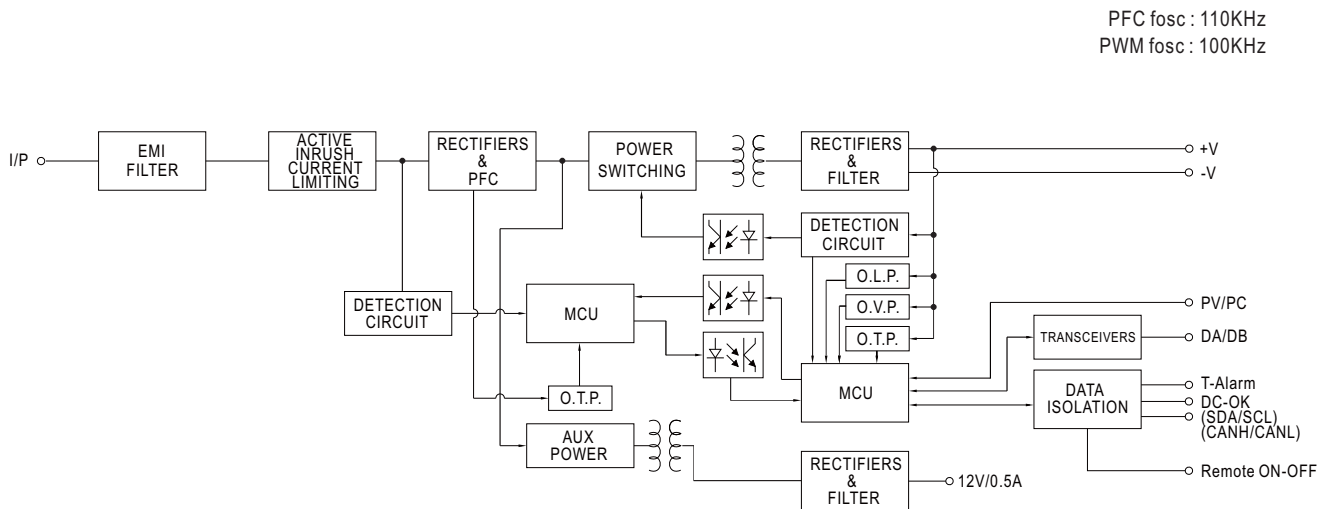 PFC fosc : 110KHz
PWM fosc : 100KHz
I/P
EMI
FILTER
ACTIVE
INRUSH
CURRENT
LIMITING
RECTIFIERS
&
PFC
POWER
SWITCHING
RECTIFIERS
&
FILTER
+V
-V
DETECTION
CIRCUIT
O.L.P.
O.V.P.
O.T.P.
DETECTION
CIRCUIT
MCU
O.T.P.
MCU
PV/PC
TRANSCEIVERS
DA/DB
DATA
ISOLATION
T-Alarm
DC-OK
(SDA/SCL)
(CANH/CANL)
Remote ON-OFF
AUX
POWER
RECTIFIERS
&
FILTER
12V/0.5A